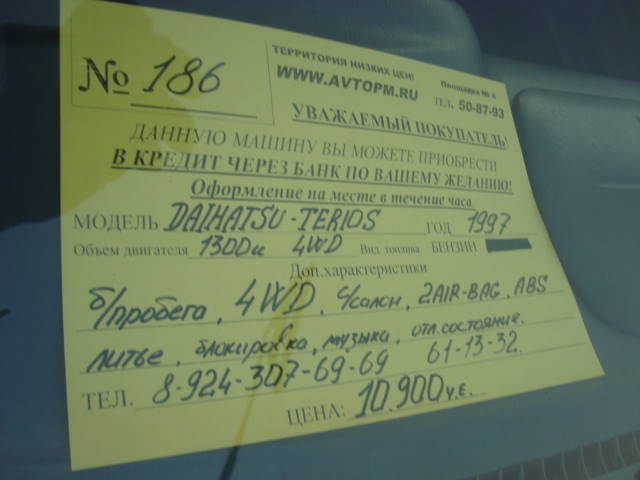 № 186
ТЕРРИТОРИЯ НИЗКИХ ЦЕН!
WWW.AVTOPM.RU
Площадка № 4
ТЕЛ. 50-87-93
УВАЖАЕМЫЙ ПОКУПАТЕЛЬ!
ДАННУЮ МАШИНУ ВЫ МОЖЕТЕ ПРИОБРЕСТИ
В КРЕДИТ ЧЕРЕЗ БАНК ПО ВАШЕМУ ЖЕЛАНИЮ!
Оформление на месте в течение часа
МОДЕЛЬ DAIHATSU-TERIOS ГОД 1997
Объем двигателя 1300сс 4WD Вид топлива БЕНЗИН
Доп.характеристики
б/пробега, 4WD, ч/салон, 2AIR-BAG, ABS
литье, блокировка, музыка, отл.состояние.
ТЕЛ. 8-924-307-69-69 61-13-32.
ЦЕНА: 10.900 у.е.